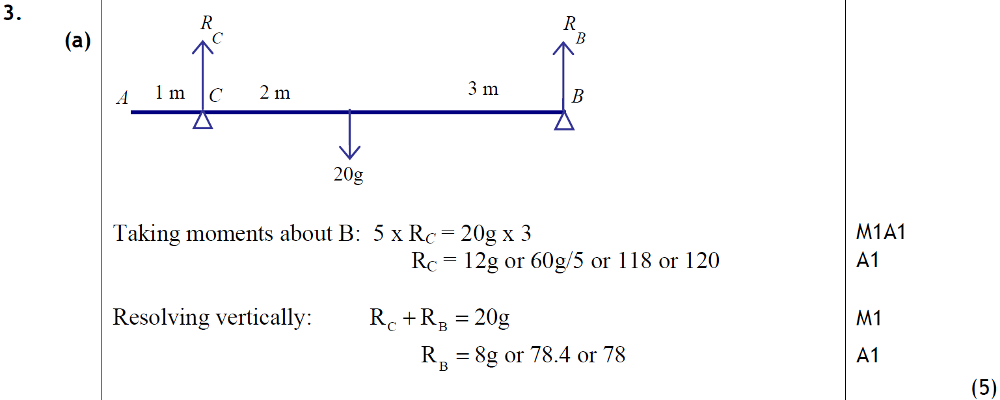 3.
(a)
R_C R_B
A 1 m C 2 m 3 m B
20g
Taking moments about B: 5 x R_C = 20g x 3 M1A1
R_C = 12g or 60g/5 or 118 or 120 A1
Resolving vertically: R_C + R_B = 20g M1
R_B = 8g or 78.4 or 78 A1
(5)